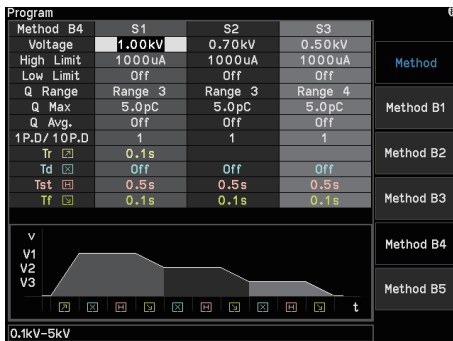 Program
Method B4 S1 S2 S3
Voltage 1.00kV 0.70kV 0.50kV
High Limit 1000uA 1000uA 1000uA
Low Limit Off Off Off
Q Range Range 3 Range 3 Range 4
Q Max 5.0pC 5.0pC 5.0pC
Q Avg. Off Off Off
1P.D/10P.D 1 1 1
Tr 0.1s
Td X Off Off Off
Tst H 0.5s 0.5s 0.5s
Tf 0.1s 0.1s 0.1s
V
V1
V2
V3
X H X H X H t
0.1kV-5kV
Method
Method B1
Method B2
Method B3
Method B4
Method B5